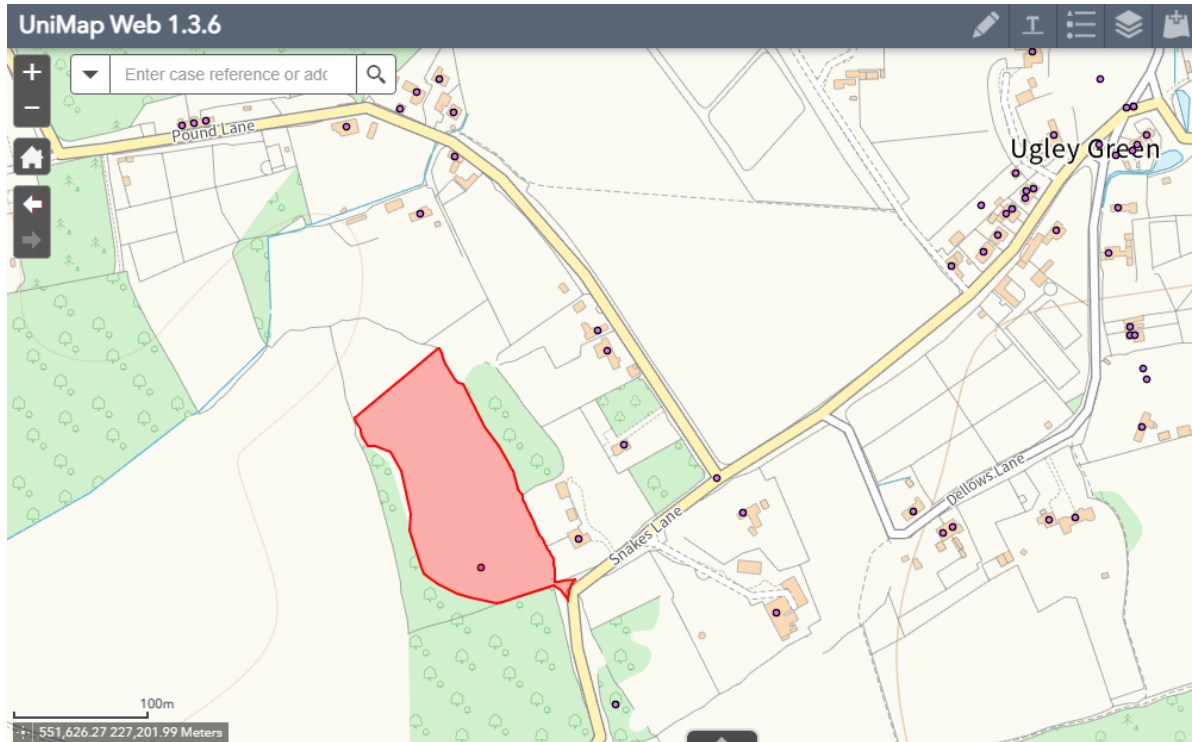 UniMap Web 1.3.6
Enter case reference or adc
Pound Lane
Ugley Green
Snakes Lane
Dellows Lane
100m
551,626.27 227,201.99 Meters